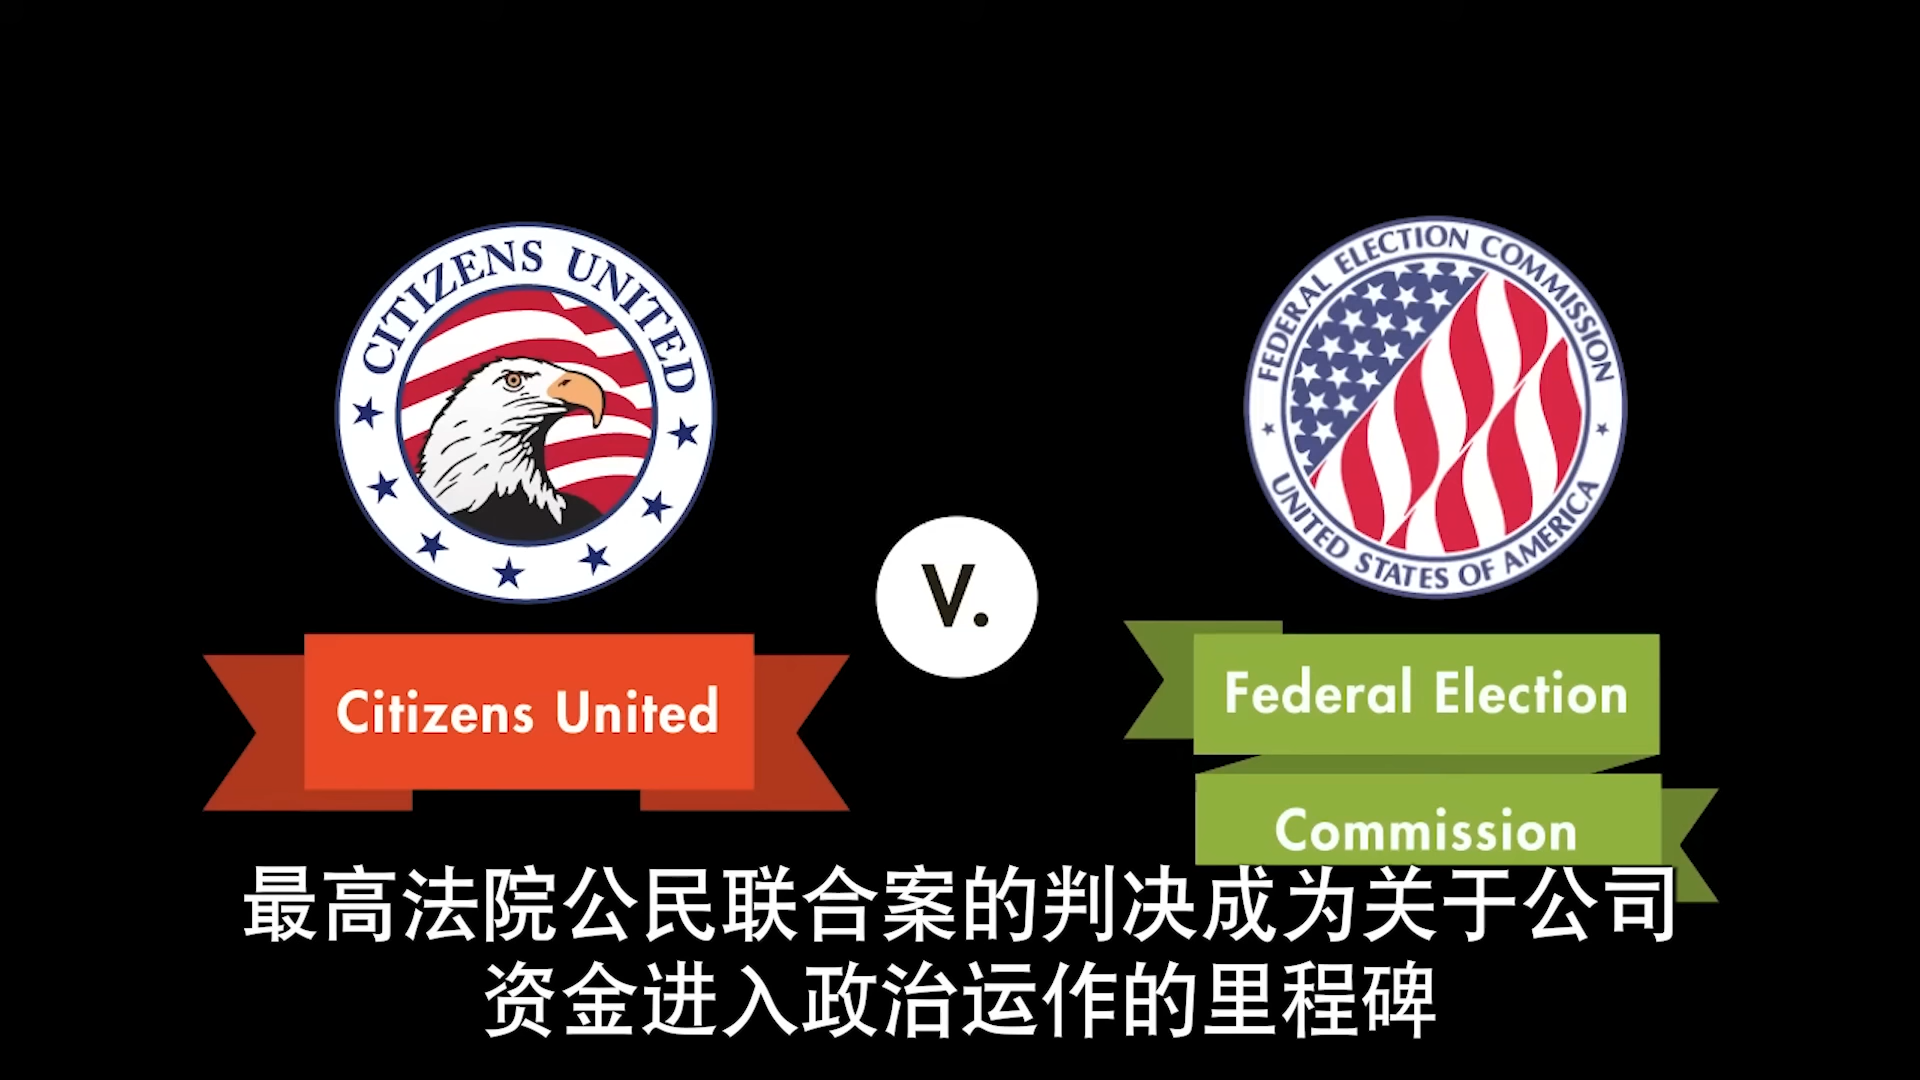 CITIZENS UNITED
FEDERAL ELECTION COMMISSION
UNITED STATES OF AMERICA
V.
Citizens United
Federal Election
Commission
最高法院公民联合案的判决成为关于公司
资金进入政治运作的里程碑